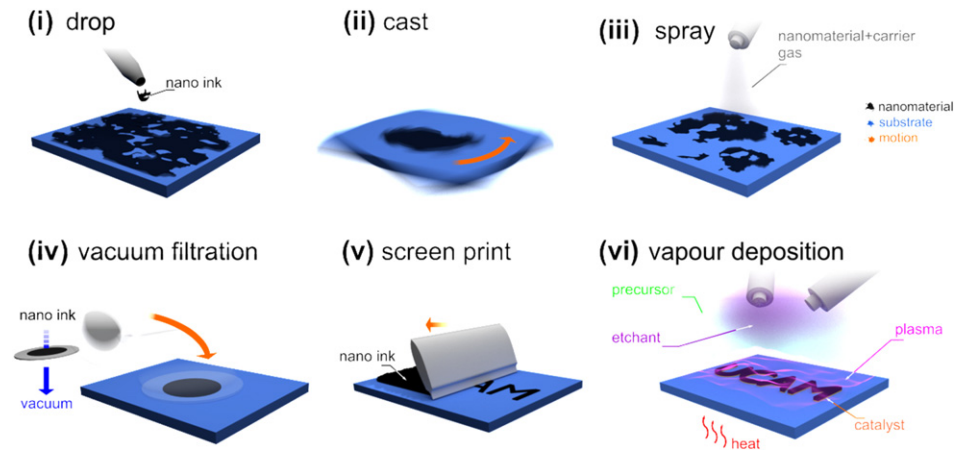 (i) drop
nano ink
(ii) cast
(iii) spray
nanomaterial+carrier
gas
nanomaterial
substrate
motion
(iv) vacuum filtration
nano ink
vacuum
(v) screen print
nano ink
AM
(vi) vapour deposition
precursor
etchant
plasma
UCAM
catalyst
heat